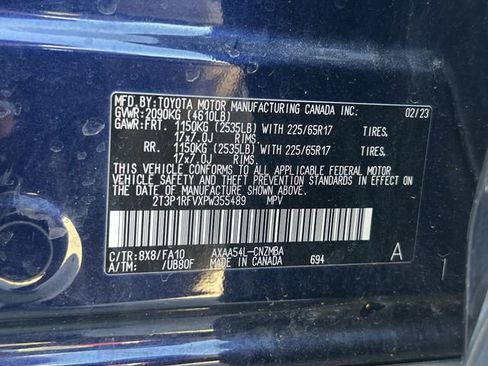 MFD. BY: TOYOTA MOTOR MANUFACTURING CANADA INC. 02/23
GVWR: 2090KG (4610LB)
GAWR: FRT. 1150KG (2535LB) WITH 225/65R17 TIRES,
17x7.0J RIMS,
RR. 1150KG (2535LB) WITH 225/65R17 TIRES,
17x7.0J RIMS,
THIS VEHICLE CONFORMS TO ALL APPLICABLE FEDERAL MOTOR
VEHICLE SAFETY AND THEFT PREVENTION STANDARDS IN EFFECT ON
THE DATE OF MANUFACTURE SHOWN ABOVE.
2T3P1RFVXPW355489 MPV
C/TR: 8X8/FA10 AXAA54L-CNZMBA A
A/TM: /UB80F MADE IN CANADA 694